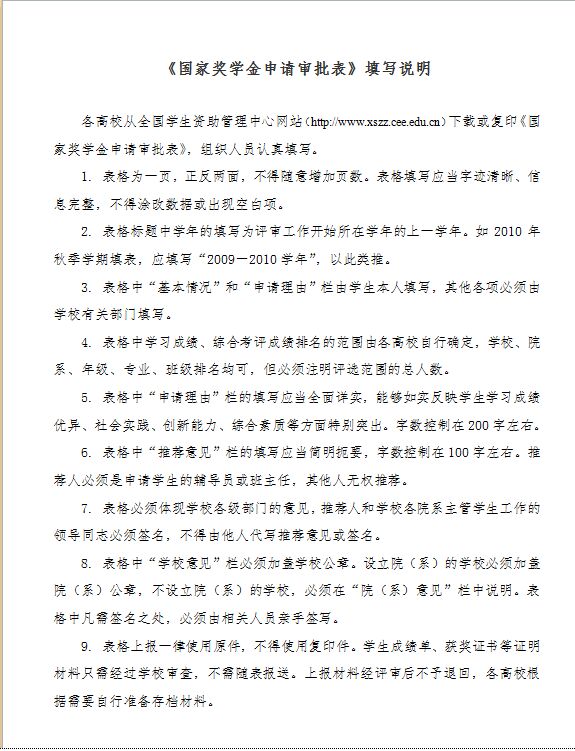 《国家奖学金申请审批表》填写说明
各高校从全国学生资助管理中心网站（http://www.xszz.cee.edu.cn）下载或复印《国
家奖学金申请审批表》，组织人员认真填写。
1. 表格为一页，正反两面，不得随意增加页数。表格填写应当字迹清晰、信
息完整，不得涂改数据或出现空白项。
2. 表格标题中学年的填写为评审工作开始所在学年的上一学年。如 2010 年
秋季学期填表，应填写“2009－2010 学年”，以此类推。
3. 表格中“基本情况”和“申请理由”栏由学生本人填写，其他各项必须由
学校有关部门填写。
4. 表格中学习成绩、综合考评成绩排名的范围由各高校自行确定，学校、院
系、年级、专业、班级排名均可，但必须注明评选范围的总人数。
5. 表格中“申请理由”栏的填写应当全面详实，能够如实反映学生学习成绩
优异、社会实践、创新能力、综合素质等方面特别突出。字数控制在 200 字左右。
6. 表格中“推荐意见”栏的填写应当简明扼要，字数控制在 100 字左右。推
荐人必须是申请学生的辅导员或班主任，其他人无权推荐。
7. 表格必须体现学校各级部门的意见，推荐人和学校各院系主管学生工作的
领导同志必须签名，不得由他人代写推荐意见或签名。
8. 表格中“学校意见”栏必须加盖学校公章。设立院（系）的学校必须加盖
院（系）公章，不设立院（系）的学校，必须在“院（系）意见”栏中说明。表
格中凡需签名之处，必须由相关人员亲手签写。
9. 表格上报一律使用原件，不得使用复印件。学生成绩单、获奖证书等证明
材料只需经过学校审查，不需随表报送。上报材料经评审后不予退回，各高校根
据需要自行准备存档材料。